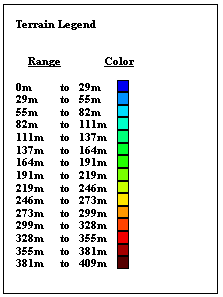 Terrain Legend
Range Color
0m to 29m
29m to 55m
55m to 82m
82m to 111m
111m to 137m
137m to 164m
164m to 191m
191m to 219m
219m to 246m
246m to 273m
273m to 299m
299m to 328m
328m to 355m
355m to 381m
381m to 409m